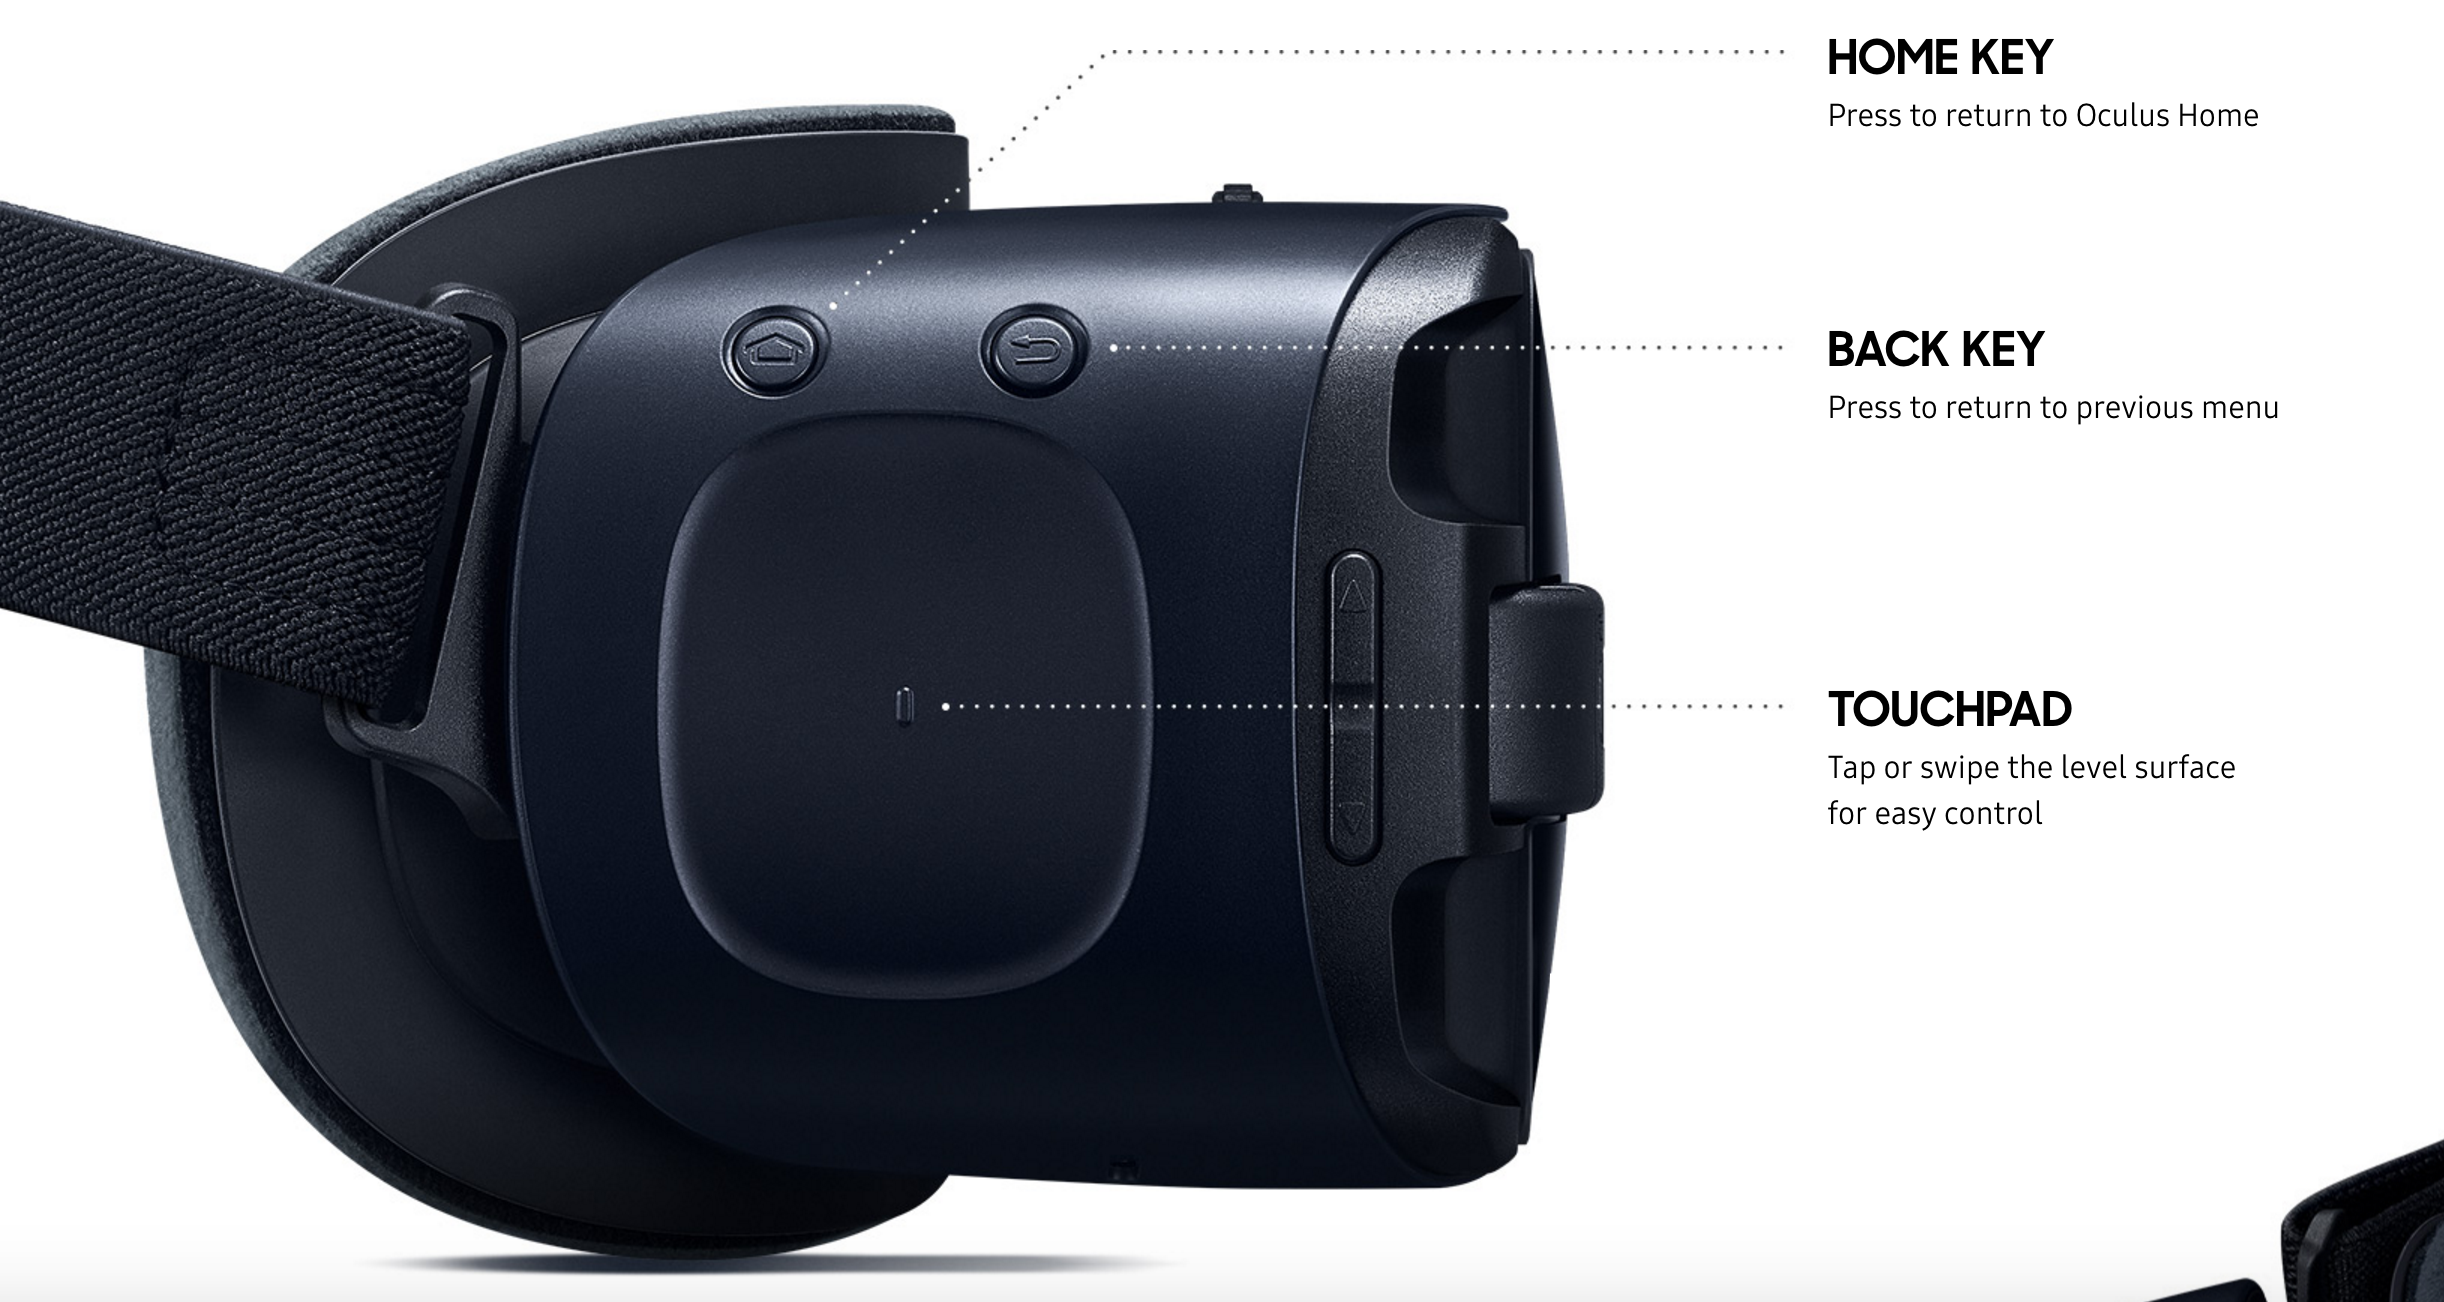 HOME KEY
Press to return to Oculus Home
BACK KEY
Press to return to previous menu
TOUCHPAD
Tap or swipe the level surface
for easy control